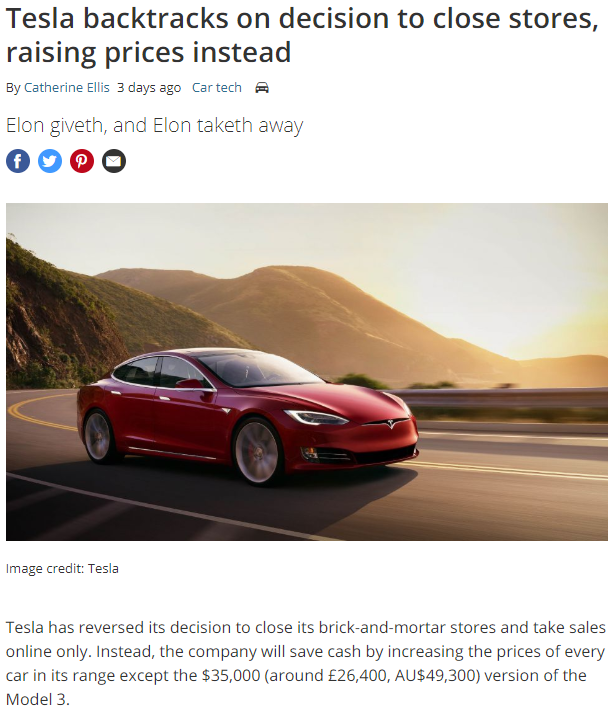 Tesla backtracks on decision to close stores,
raising prices instead
By Catherine Ellis 3 days ago Car tech
Elon giveth, and Elon taketh away
Image credit: Tesla
Tesla has reversed its decision to close its brick-and-mortar stores and take sales
online only. Instead, the company will save cash by increasing the prices of every
car in its range except the $35,000 (around £26,400, AU$49,300) version of the
Model 3.